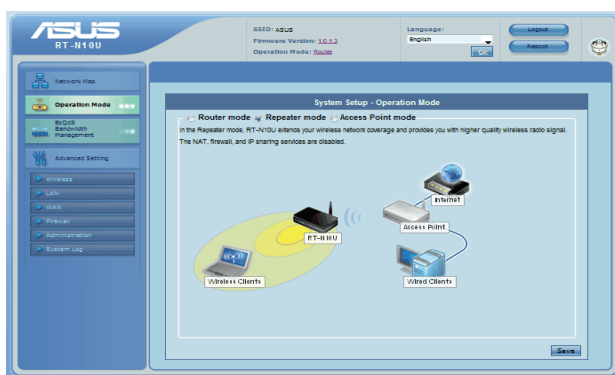 ASUS
RT-N10U
SSID: ASUS
Firmware Version: 1.0.1.3
Operation Mode: Router
Language:
English
Logout
Reboot
Network Map
Operation Mode
EzQoS
Bandwidth
Management
Advanced Setting
Wireless
LAN
WAN
Firewall
Administration
System Log
System Setup - Operation Mode
Router mode Repeater mode Access Point mode
In the Repeater mode, RT-N10U extends your wireless network coverage and provides you with higher quality wireless radio signal.
The NAT, firewall, and IP sharing services are disabled.
Internet
Access Point
RT-N10U
Wireless Clients
Wired Clients
Save